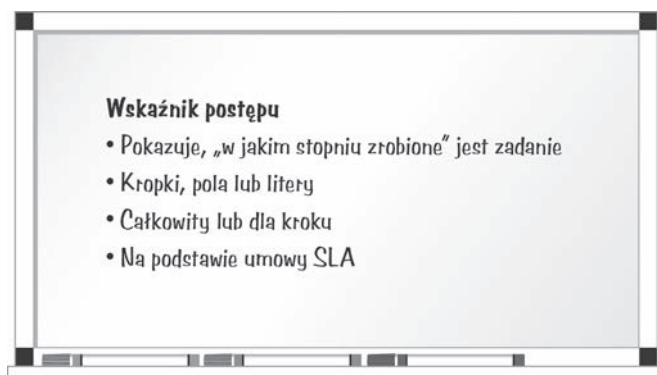 Wskaźnik postępu
• Pokazuje, „w jakim stopniu zrobione” jest zadanie
• Kropki, pola lub litery
• Całkowity lub dla kroku
• Na podstawie umowy SLA